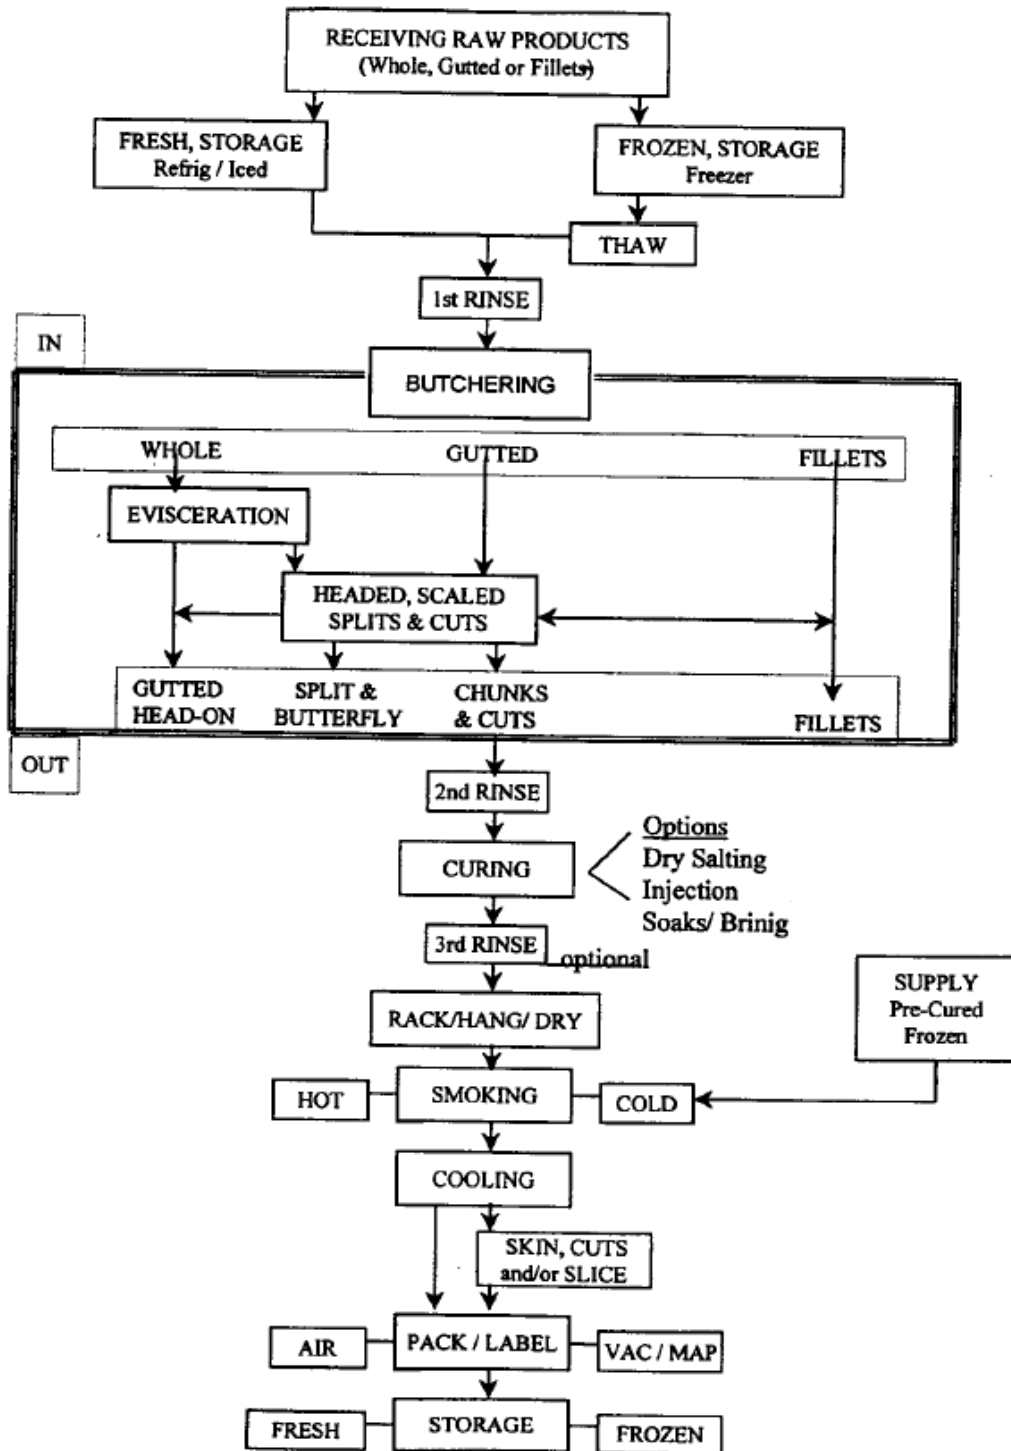 RECEIVING RAW PRODUCTS
(Whole, Gutted or Fillets)
FRESH, STORAGE
Refrig / Iced
FROZEN, STORAGE
Freezer
THAW
1st RINSE
IN
BUTCHERING
WHOLE
GUTTED
FILLETS
EVISCERATION
HEADED, SCALED
SPLITS & CUTS
GUTTED
HEAD-ON
SPLIT &
BUTTERFLY
CHUNKS
& CUTS
FILLETS
OUT
2nd RINSE
CURING
Options
Dry Salting
Injection
Soaks/ Brinig
3rd RINSE
optional
RACK/HANG/ DRY
SUPPLY
Pre-Cured
Frozen
HOT
SMOKING
COLD
COOLING
SKIN, CUTS
and/or SLICE
AIR
PACK / LABEL
VAC / MAP
FRESH
STORAGE
FROZEN